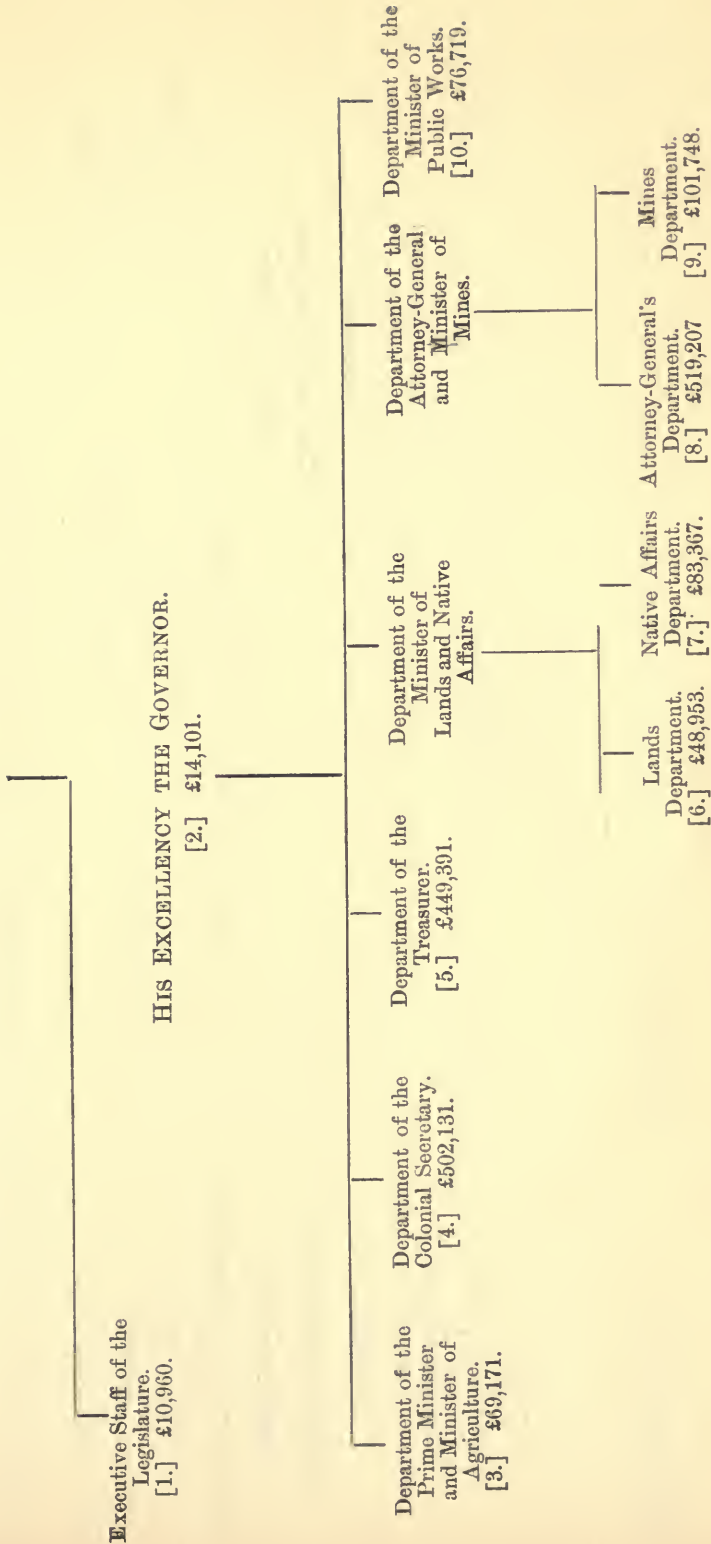 Executive Staff of the
Legislature.
[1.] £10,960.
HIS EXCELLENCY THE GOVERNOR.
[2.] £14,101.
Department of the
Prime Minister
and Minister of
Agriculture.
[3.] £69,171.
Department of the
Colonial Secretary.
[4.] £502,131.
Department of the
Treasurer.
[5.] £449,391.
Department of the
Minister of
Lands and Native
Affairs.
Department of the
Attorney-General
and Minister of
Mines.
Department of the
Minister of
Public Works.
[10.] £76,719.
Lands
Department.
[6.] £48,953.
Native Affairs
Department.
[7.] £83,367.
Attorney-General's
Department.
[8.] £519,207
Mines
Department.
[9.] £101,748.